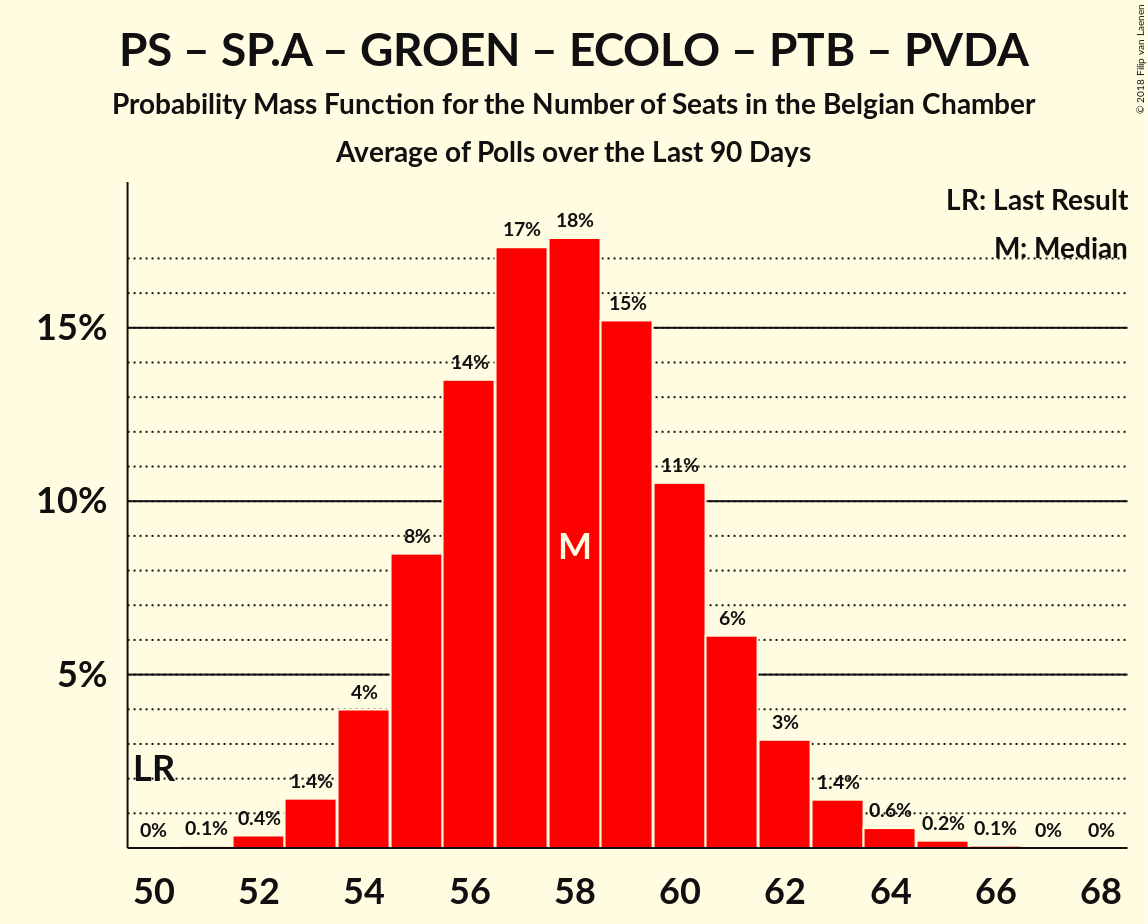 PS – SP.A – GROEN – ECOLO – PTB – PVDA
Probability Mass Function for the Number of Seats in the Belgian Chamber
Average of Polls over the Last 90 Days
© 2018 Filip van Laenen
LR: Last Result
M: Median
15%
10%
5%
0% 0.1% 0.4% 1.4% 4% 8% 14% 17% 18% 15% 11% 6% 3% 1.4% 0.6% 0.2% 0.1% 0% 0%
LR
M
50 52 54 56 58 60 62 64 66 68